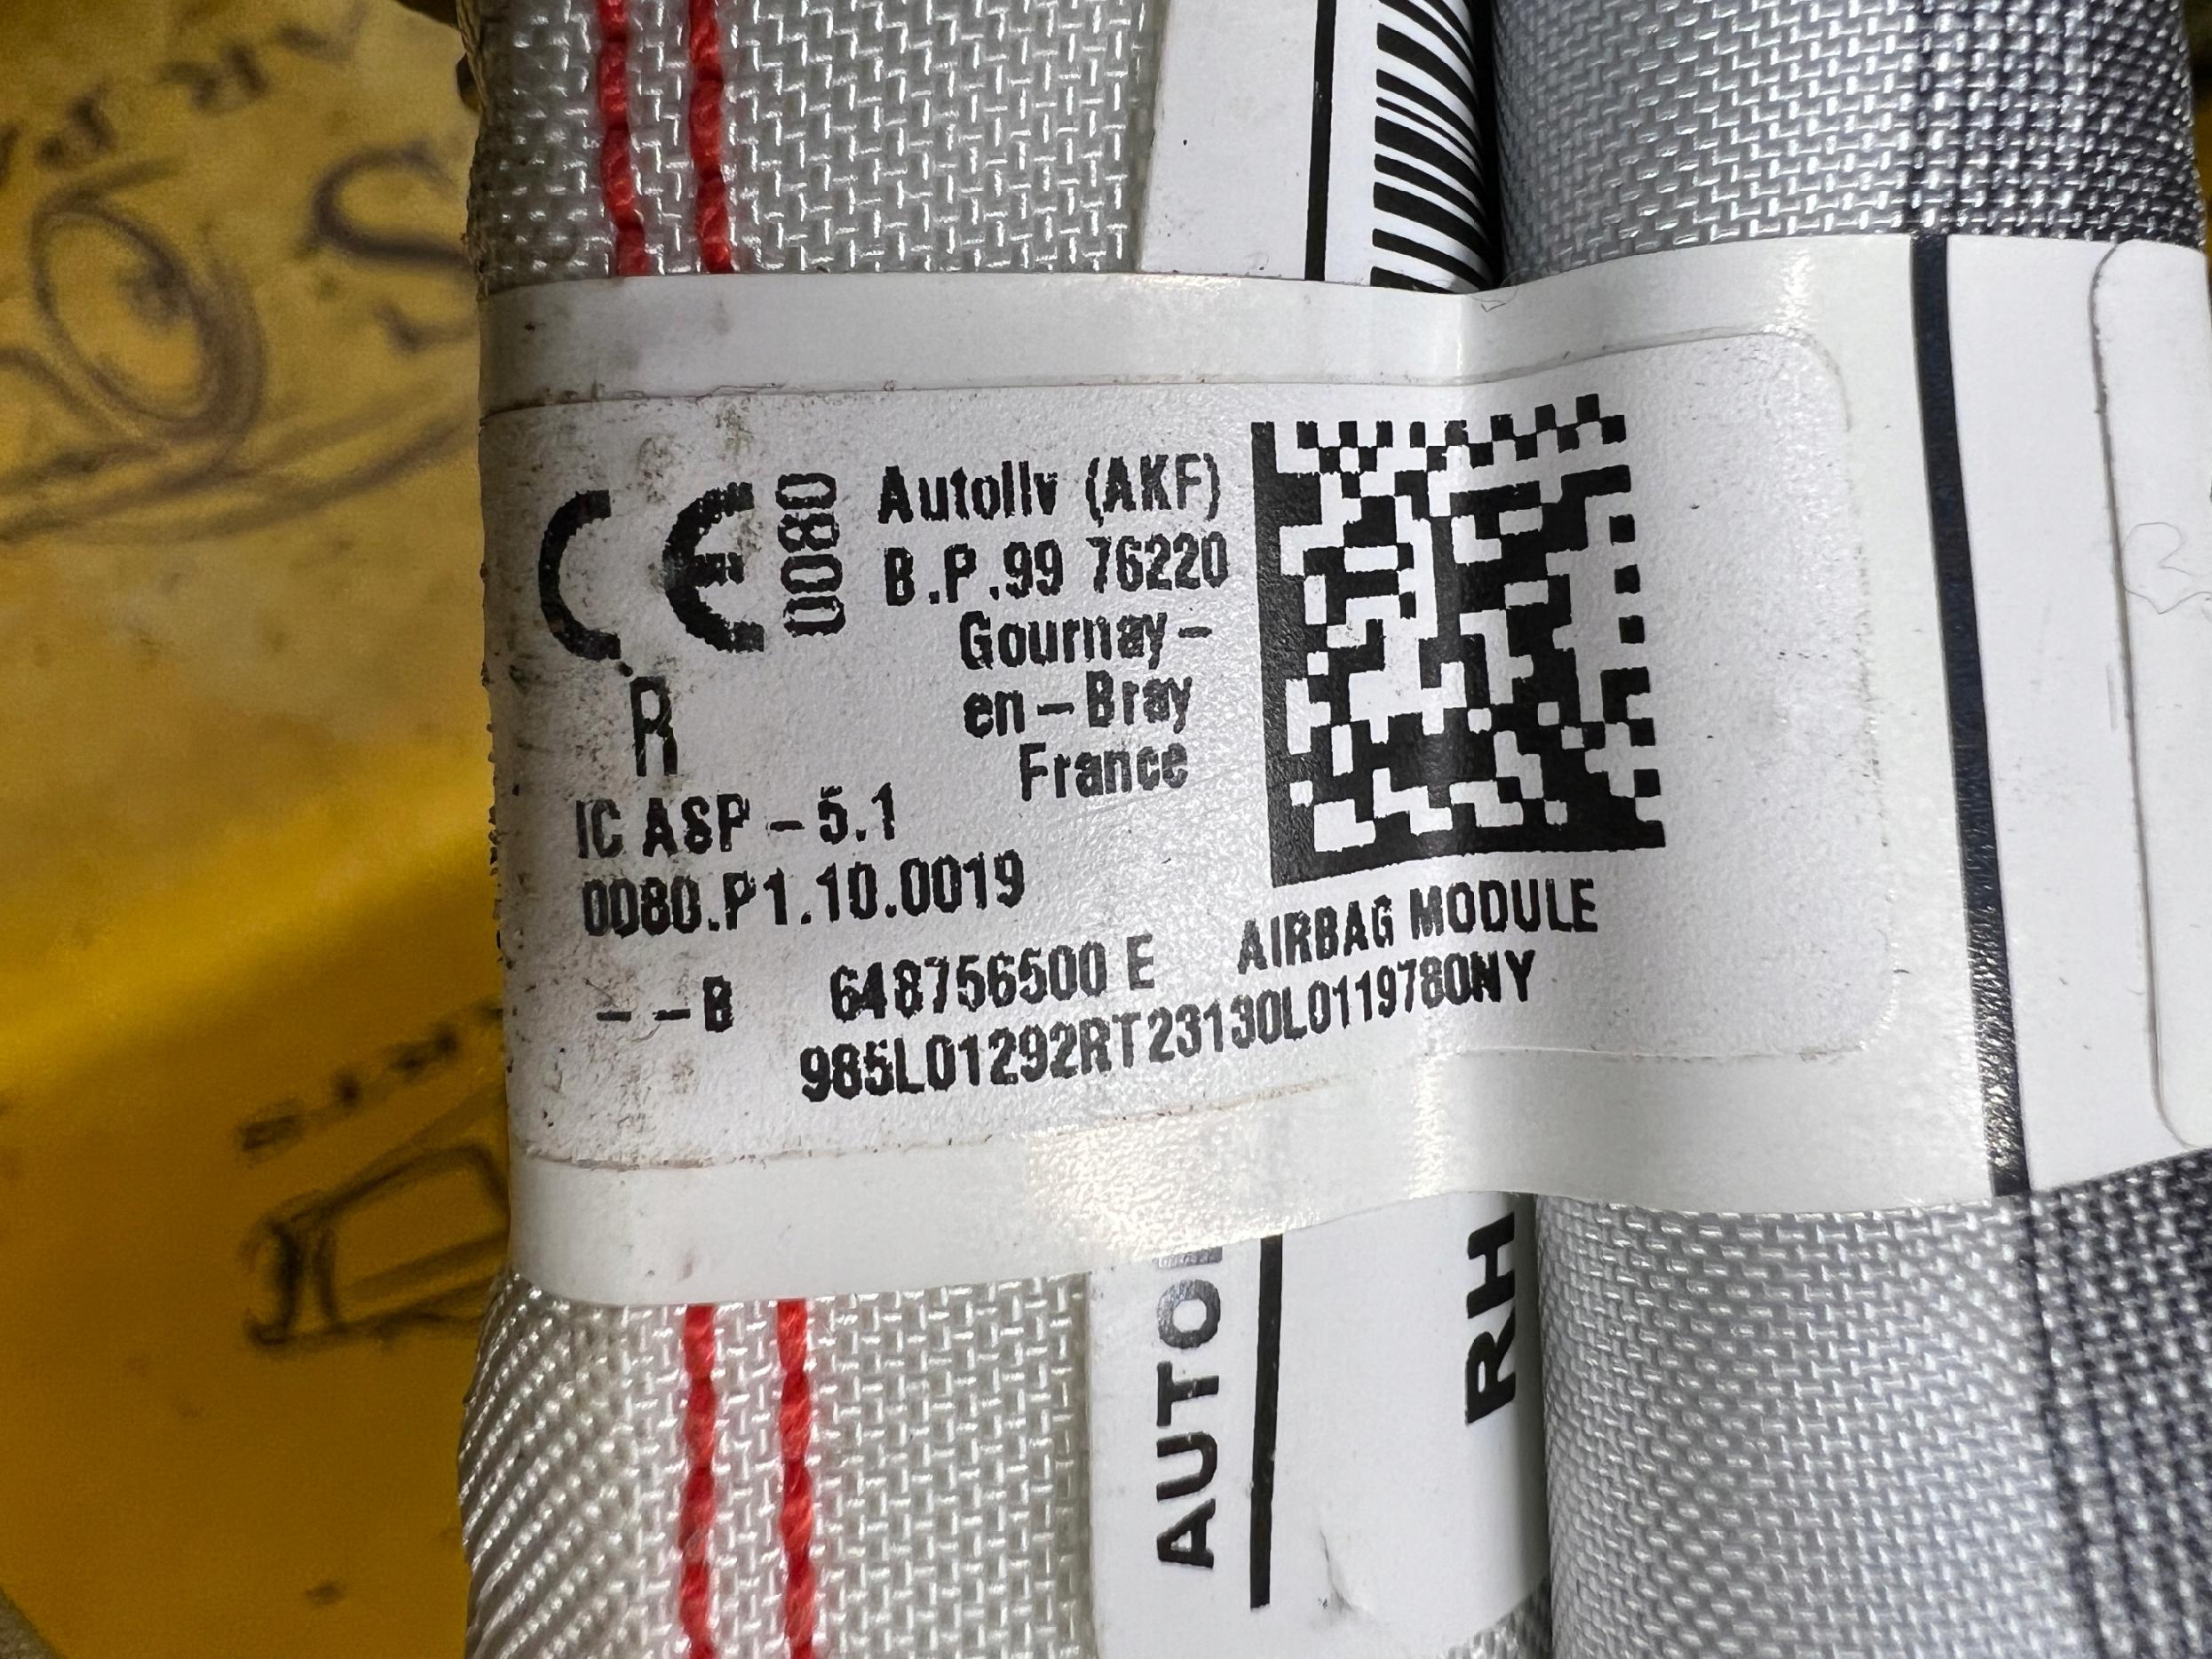 CE 0080
Autoliv (AKF)
B.P.99 76220
Gournay-
en-Bray
France
R
IC ASP - 5.1
0080.P1.10.0019
--B 648756500 E AIRBAG MODULE
985L01292RT23130L0119780NY
RH